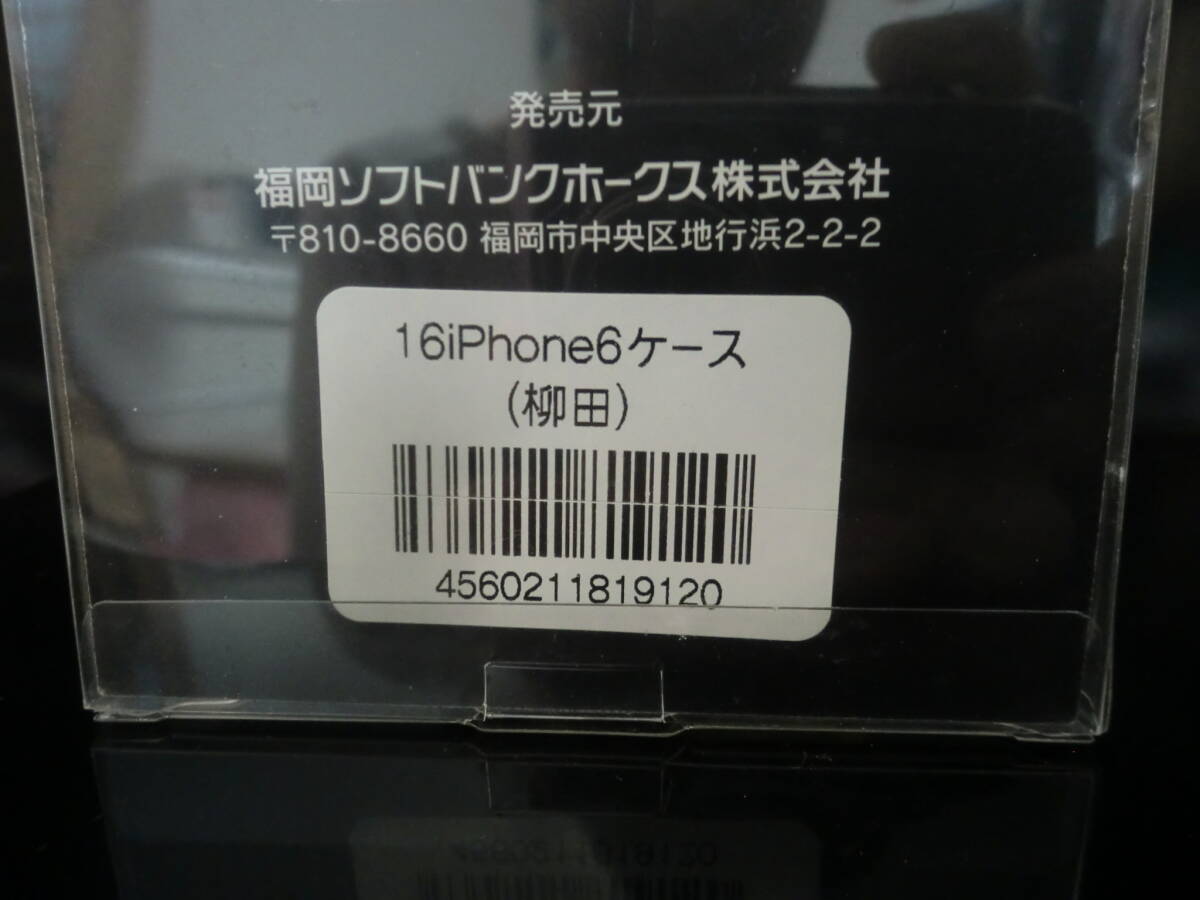 発売元
福岡ソフトバンクホークス株式会社
〒810-8660 福岡市中央区地行浜2-2-2
16iPhone6ケース
(柳田)
4560211819120